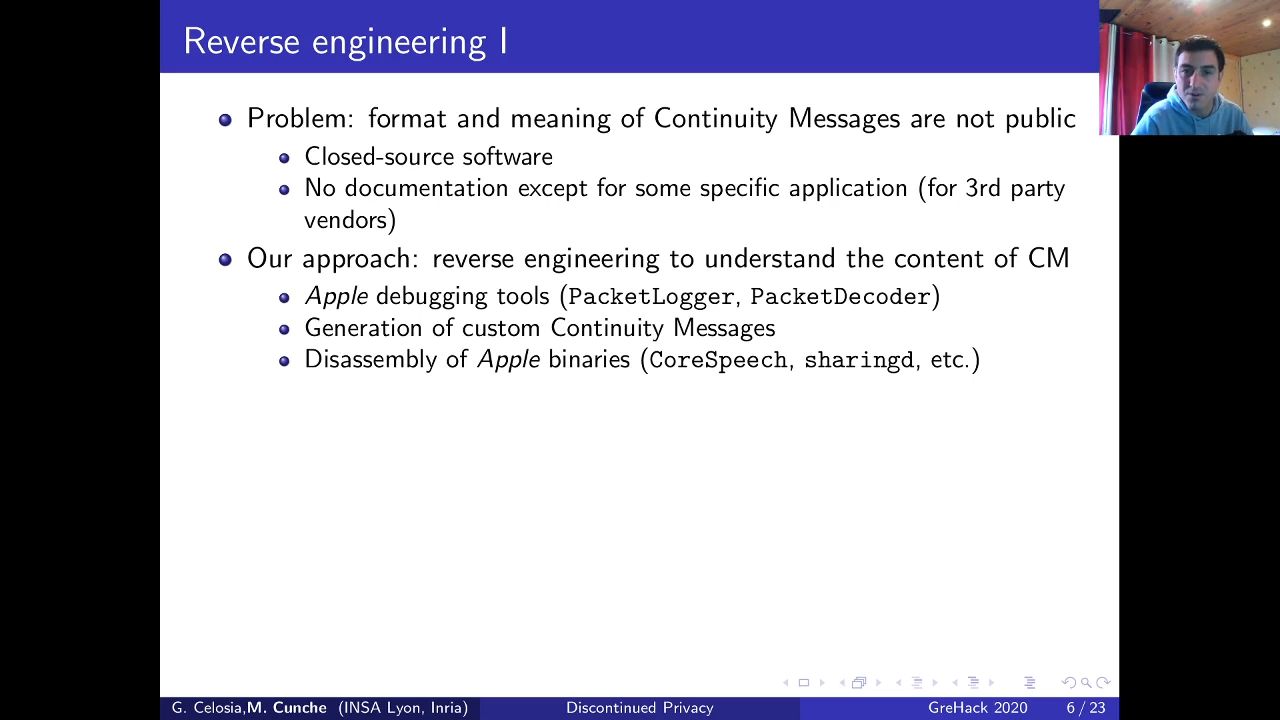 Reverse engineering I
Problem: format and meaning of Continuity Messages are not public
Closed-source software
No documentation except for some specific application (for 3rd party
vendors)
Our approach: reverse engineering to understand the content of CM
Apple debugging tools (PacketLogger, PacketDecoder)
Generation of custom Continuity Messages
Disassembly of Apple binaries (CoreSpeech, sharingd, etc.)
G. Celosia,M. Cunche (INSA Lyon, Inria) Discontinued Privacy GreHack 2020 6 / 23